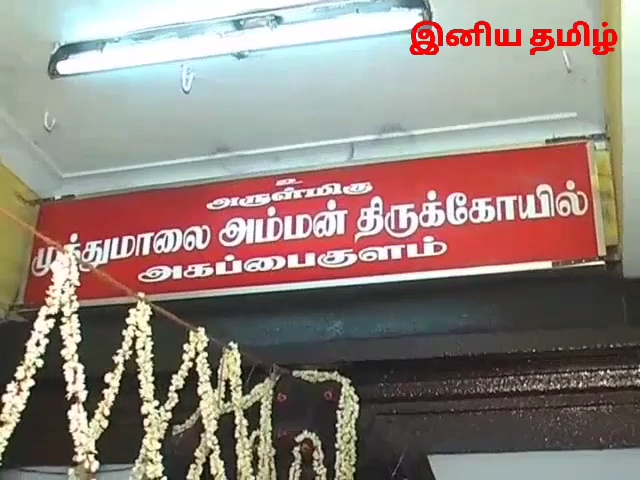 இனிய தமிழ்
உ
அருள்மிகு
முத்துமாலை அம்மன் திருக்கோயில்
அகப்பைகுளம்